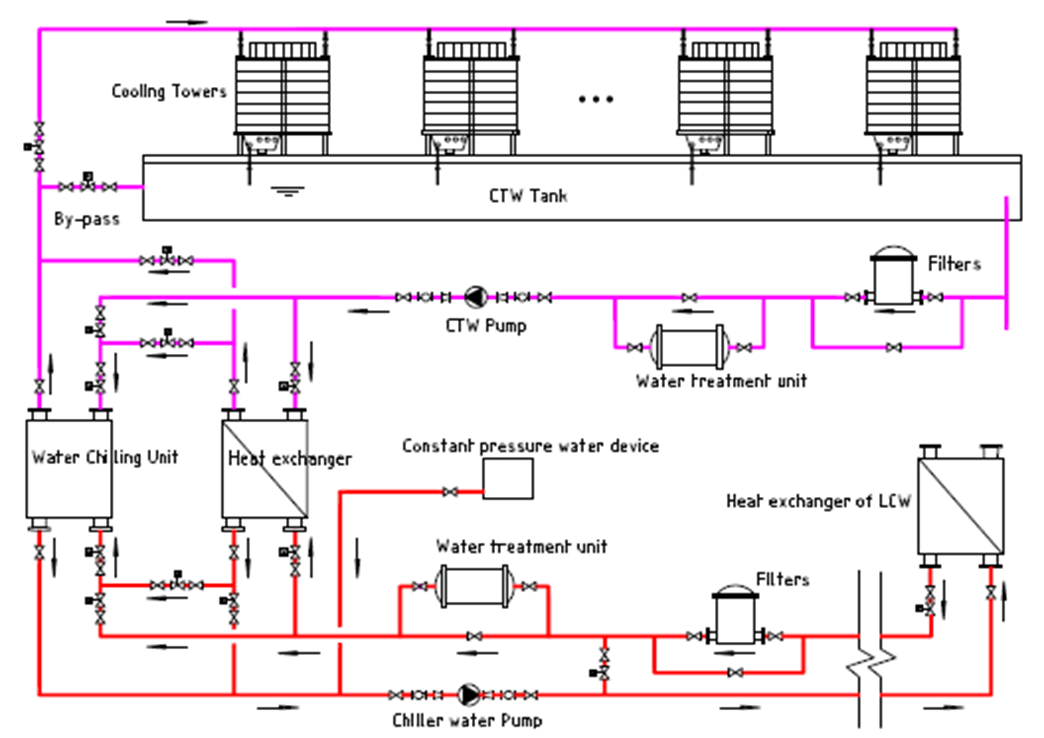 Cooling Towers
CTW Tank
By-pass
Filters
CTW Pump
Water treatment unit
Water Chilling Unit
Heat exchanger
Constant pressure water device
Heat exchanger of LCW
Water treatment unit
Filters
Chiller water Pump